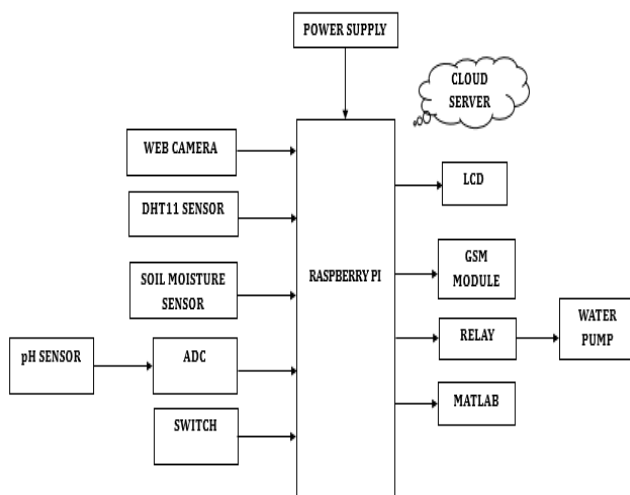 POWER SUPPLY
CLOUD
SERVER
WEB CAMERA
LCD
DHT11 SENSOR
GSM
MODULE
RASPBERRY PI
SOIL MOISTURE
SENSOR
WATER
PUMP
RELAY
pH SENSOR
ADC
MATLAB
SWITCH